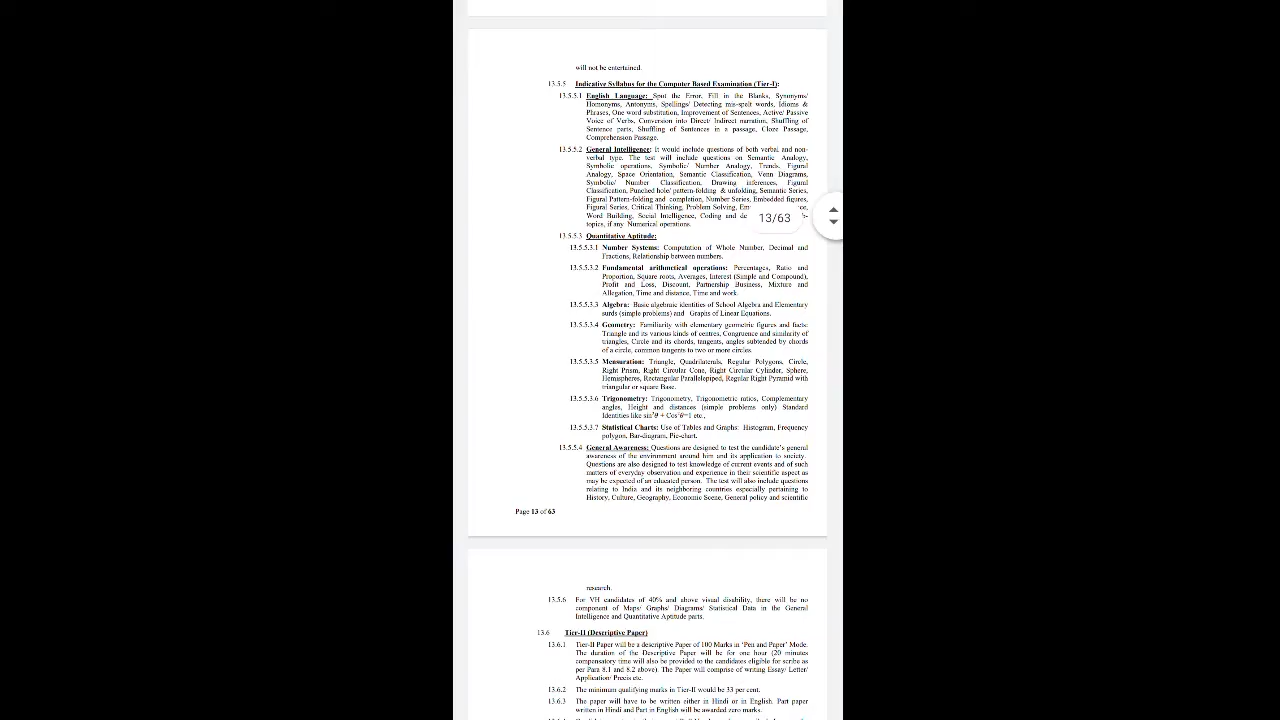 will not be entertained.
13.5.5 Indicative Syllabus for the Computer Based Examination (Tier-I):
13.5.5.1 English Language: Spot the Error, Fill in the Blanks, Synonyms/
Homonyms, Antonyms, Spellings/ Detecting mis-spelt words, Idioms &
Phrases, One word substitution, Improvement of Sentences, Active/ Passive
Voice of Verbs, Conversion into Direct/ Indirect narration, Shuffling of
Sentence parts, Shuffling of Sentences in a passage, Cloze Passage,
Comprehension Passage.
13.5.5.2 General Intelligence: It would include questions of both verbal and non-
verbal type. The test will include questions on Semantic Analogy,
Symbolic operations, Symbolic/ Number Analogy, Trends, Figural
Analogy, Space Orientation, Semantic Classification, Venn Diagrams,
Symbolic/ Number Classification, Drawing inferences, Figural
Classification, Punched hole/ pattern-folding & unfolding, Semantic Series,
Figural Pattern-folding and completion, Number Series, Embedded figures,
Figural Series, Critical Thinking, Problem Solving, Em ce,
Word Building, Social Intelligence, Coding and de -
topics, if any Numerical operations.
13/63
13.5.5.3 Quantitative Aptitude:
13.5.5.3.1 Number Systems: Computation of Whole Number, Decimal and
Fractions, Relationship between numbers.
13.5.5.3.2 Fundamental arithmetical operations: Percentages, Ratio and
Proportion, Square roots, Averages, Interest (Simple and Compound),
Profit and Loss, Discount, Partnership Business, Mixture and
Allegation, Time and distance, Time and work.
13.5.5.3.3 Algebra: Basic algebraic identities of School Algebra and Elementary
surds (simple problems) and Graphs of Linear Equations.
13.5.5.3.4 Geometry: Familiarity with elementary geometric figures and facts:
Triangle and its various kinds of centres, Congruence and similarity of
triangles, Circle and its chords, tangents, angles subtended by chords
of a circle, common tangents to two or more circles.
13.5.5.3.5 Mensuration: Triangle, Quadrilaterals, Regular Polygons, Circle,
Right Prism, Right Circular Cone, Right Circular Cylinder, Sphere,
Hemispheres, Rectangular Parallelepiped, Regular Right Pyramid with
triangular or square Base.
13.5.5.3.6 Trigonometry: Trigonometry, Trigonometric ratios, Complementary
angles, Height and distances (simple problems only) Standard
Identities like sin²θ + Cos²θ=1 etc.,
13.5.5.3.7 Statistical Charts: Use of Tables and Graphs: Histogram, Frequency
polygon, Bar-diagram, Pie-chart.
13.5.5.4 General Awareness: Questions are designed to test the candidate's general
awareness of the environment around him and its application to society.
Questions are also designed to test knowledge of current events and of such
matters of everyday observation and experience in their scientific aspect as
may be expected of an educated person. The test will also include questions
relating to India and its neighboring countries especially pertaining to
History, Culture, Geography, Economic Scene, General policy and scientific
Page 13 of 63
research.
13.5.6 For VH candidates of 40% and above visual disability, there will be no
component of Maps/ Graphs/ Diagrams/ Statistical Data in the General
Intelligence and Quantitative Aptitude parts.
13.6 Tier-II (Descriptive Paper)
13.6.1 Tier-II Paper will be a descriptive Paper of 100 Marks in 'Pen and Paper' Mode.
The duration of the Descriptive Paper will be for one hour (20 minutes
compensatory time will also be provided to the candidates eligible for scribe as
per Para 8.1 and 8.2 above). The Paper will comprise of writing Essay/ Letter/
Application/ Precis etc.
13.6.2 The minimum qualifying marks in Tier-II would be 33 per cent.
13.6.3 The paper will have to be written either in Hindi or in English. Part paper
written in Hindi and Part in English will be awarded zero marks.